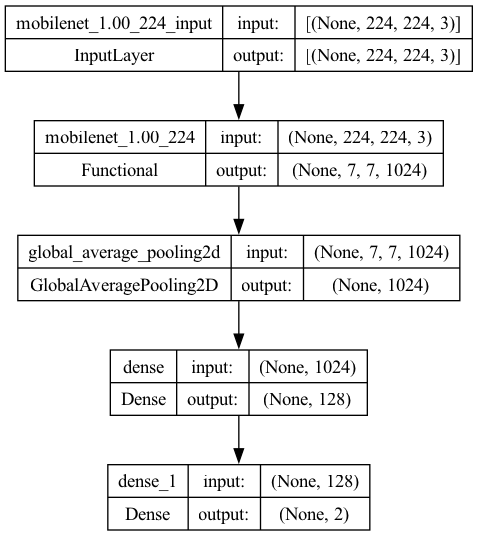 mobilenet_1.00_224_input input: [(None, 224, 224, 3)]
InputLayer output: [(None, 224, 224, 3)]
mobilenet_1.00_224 input: (None, 224, 224, 3)
Functional output: (None, 7, 7, 1024)
global_average_pooling2d input: (None, 7, 7, 1024)
GlobalAveragePooling2D output: (None, 1024)
dense input: (None, 1024)
Dense output: (None, 128)
dense_1 input: (None, 128)
Dense output: (None, 2)